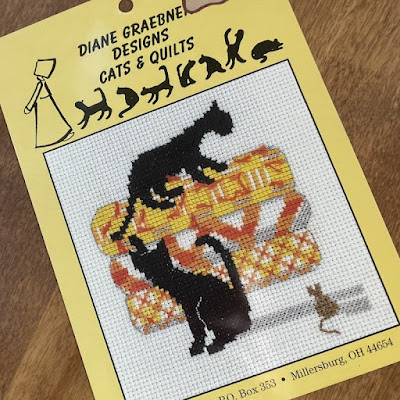 DIANE GRAEBNER
DESIGNS
CATS & QUILTS
P.O. Box 353 • Millersburg, OH 44654